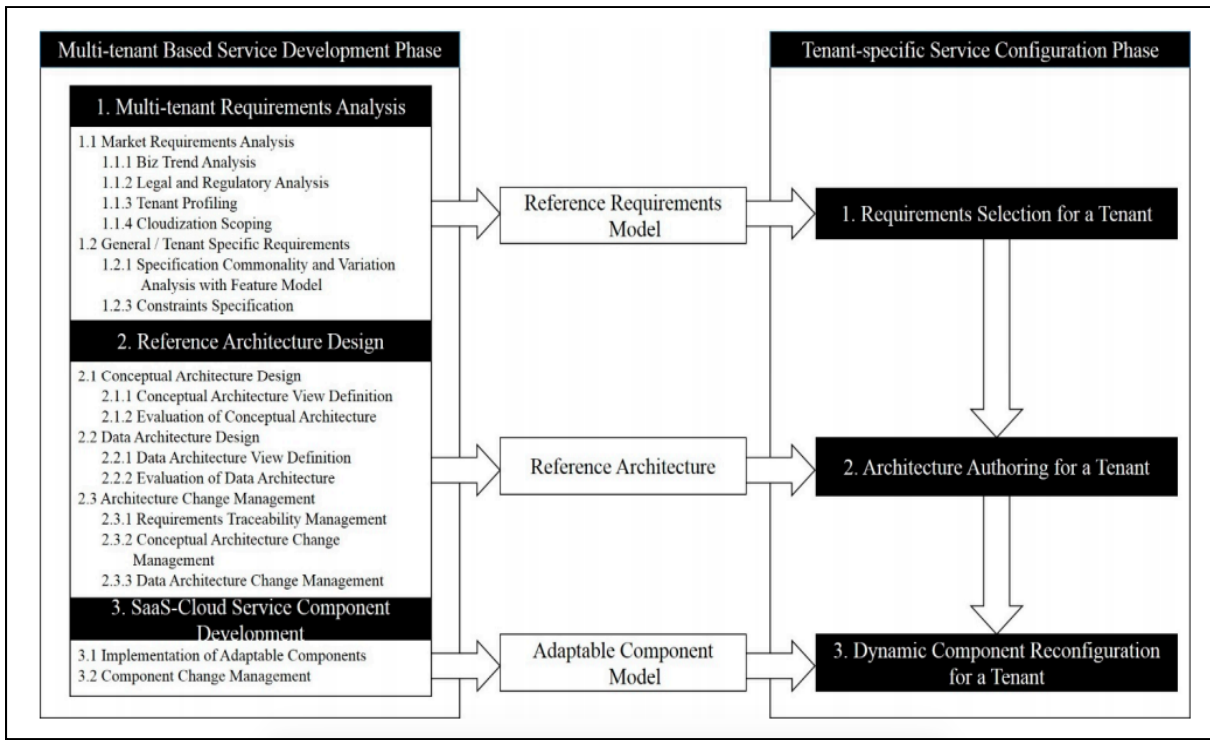 Multi-tenant Based Service Development Phase
1. Multi-tenant Requirements Analysis
1.1 Market Requirements Analysis
1.1.1 Biz Trend Analysis
1.1.2 Legal and Regulatory Analysis
1.1.3 Tenant Profiling
1.1.4 Cloudization Scoping
1.2 General / Tenant Specific Requirements
1.2.1 Specification Commonality and Variation
Analysis with Feature Model
1.2.3 Constraints Specification
2. Reference Architecture Design
2.1 Conceptual Architecture Design
2.1.1 Conceptual Architecture View Definition
2.1.2 Evaluation of Conceptual Architecture
2.2 Data Architecture Design
2.2.1 Data Architecture View Definition
2.2.2 Evaluation of Data Architecture
2.3 Architecture Change Management
2.3.1 Requirements Traceability Management
2.3.2 Conceptual Architecture Change
Management
2.3.3 Data Architecture Change Management
3. SaaS-Cloud Service Component
Development
3.1 Implementation of Adaptable Components
3.2 Component Change Management
Reference Requirements
Model
Reference Architecture
Adaptable Component
Model
Tenant-specific Service Configuration Phase
1. Requirements Selection for a Tenant
2. Architecture Authoring for a Tenant
3. Dynamic Component Reconfiguration
for a Tenant